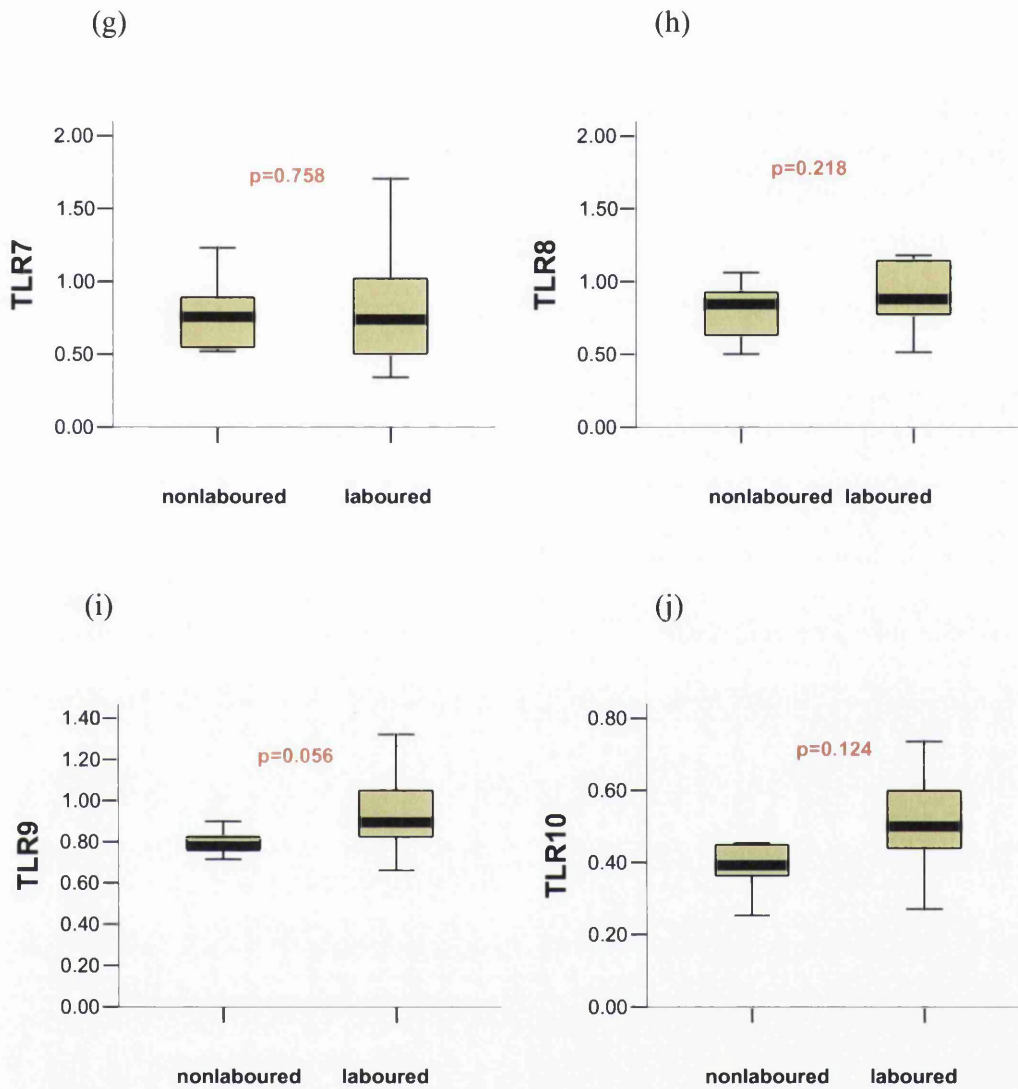 (g)
(h)
2.00
1.50
1.00
0.50
0.00
TLR7
p=0.758
nonlaboured laboured
2.00
1.50
1.00
0.50
0.00
TLR8
p=0.218
nonlaboured laboured
(i)
(j)
1.40
1.20
1.00
0.80
0.60
0.40
0.20
0.00
TLR9
p=0.056
nonlaboured laboured
0.80
0.60
0.40
0.20
0.00
TLR10
p=0.124
nonlaboured laboured